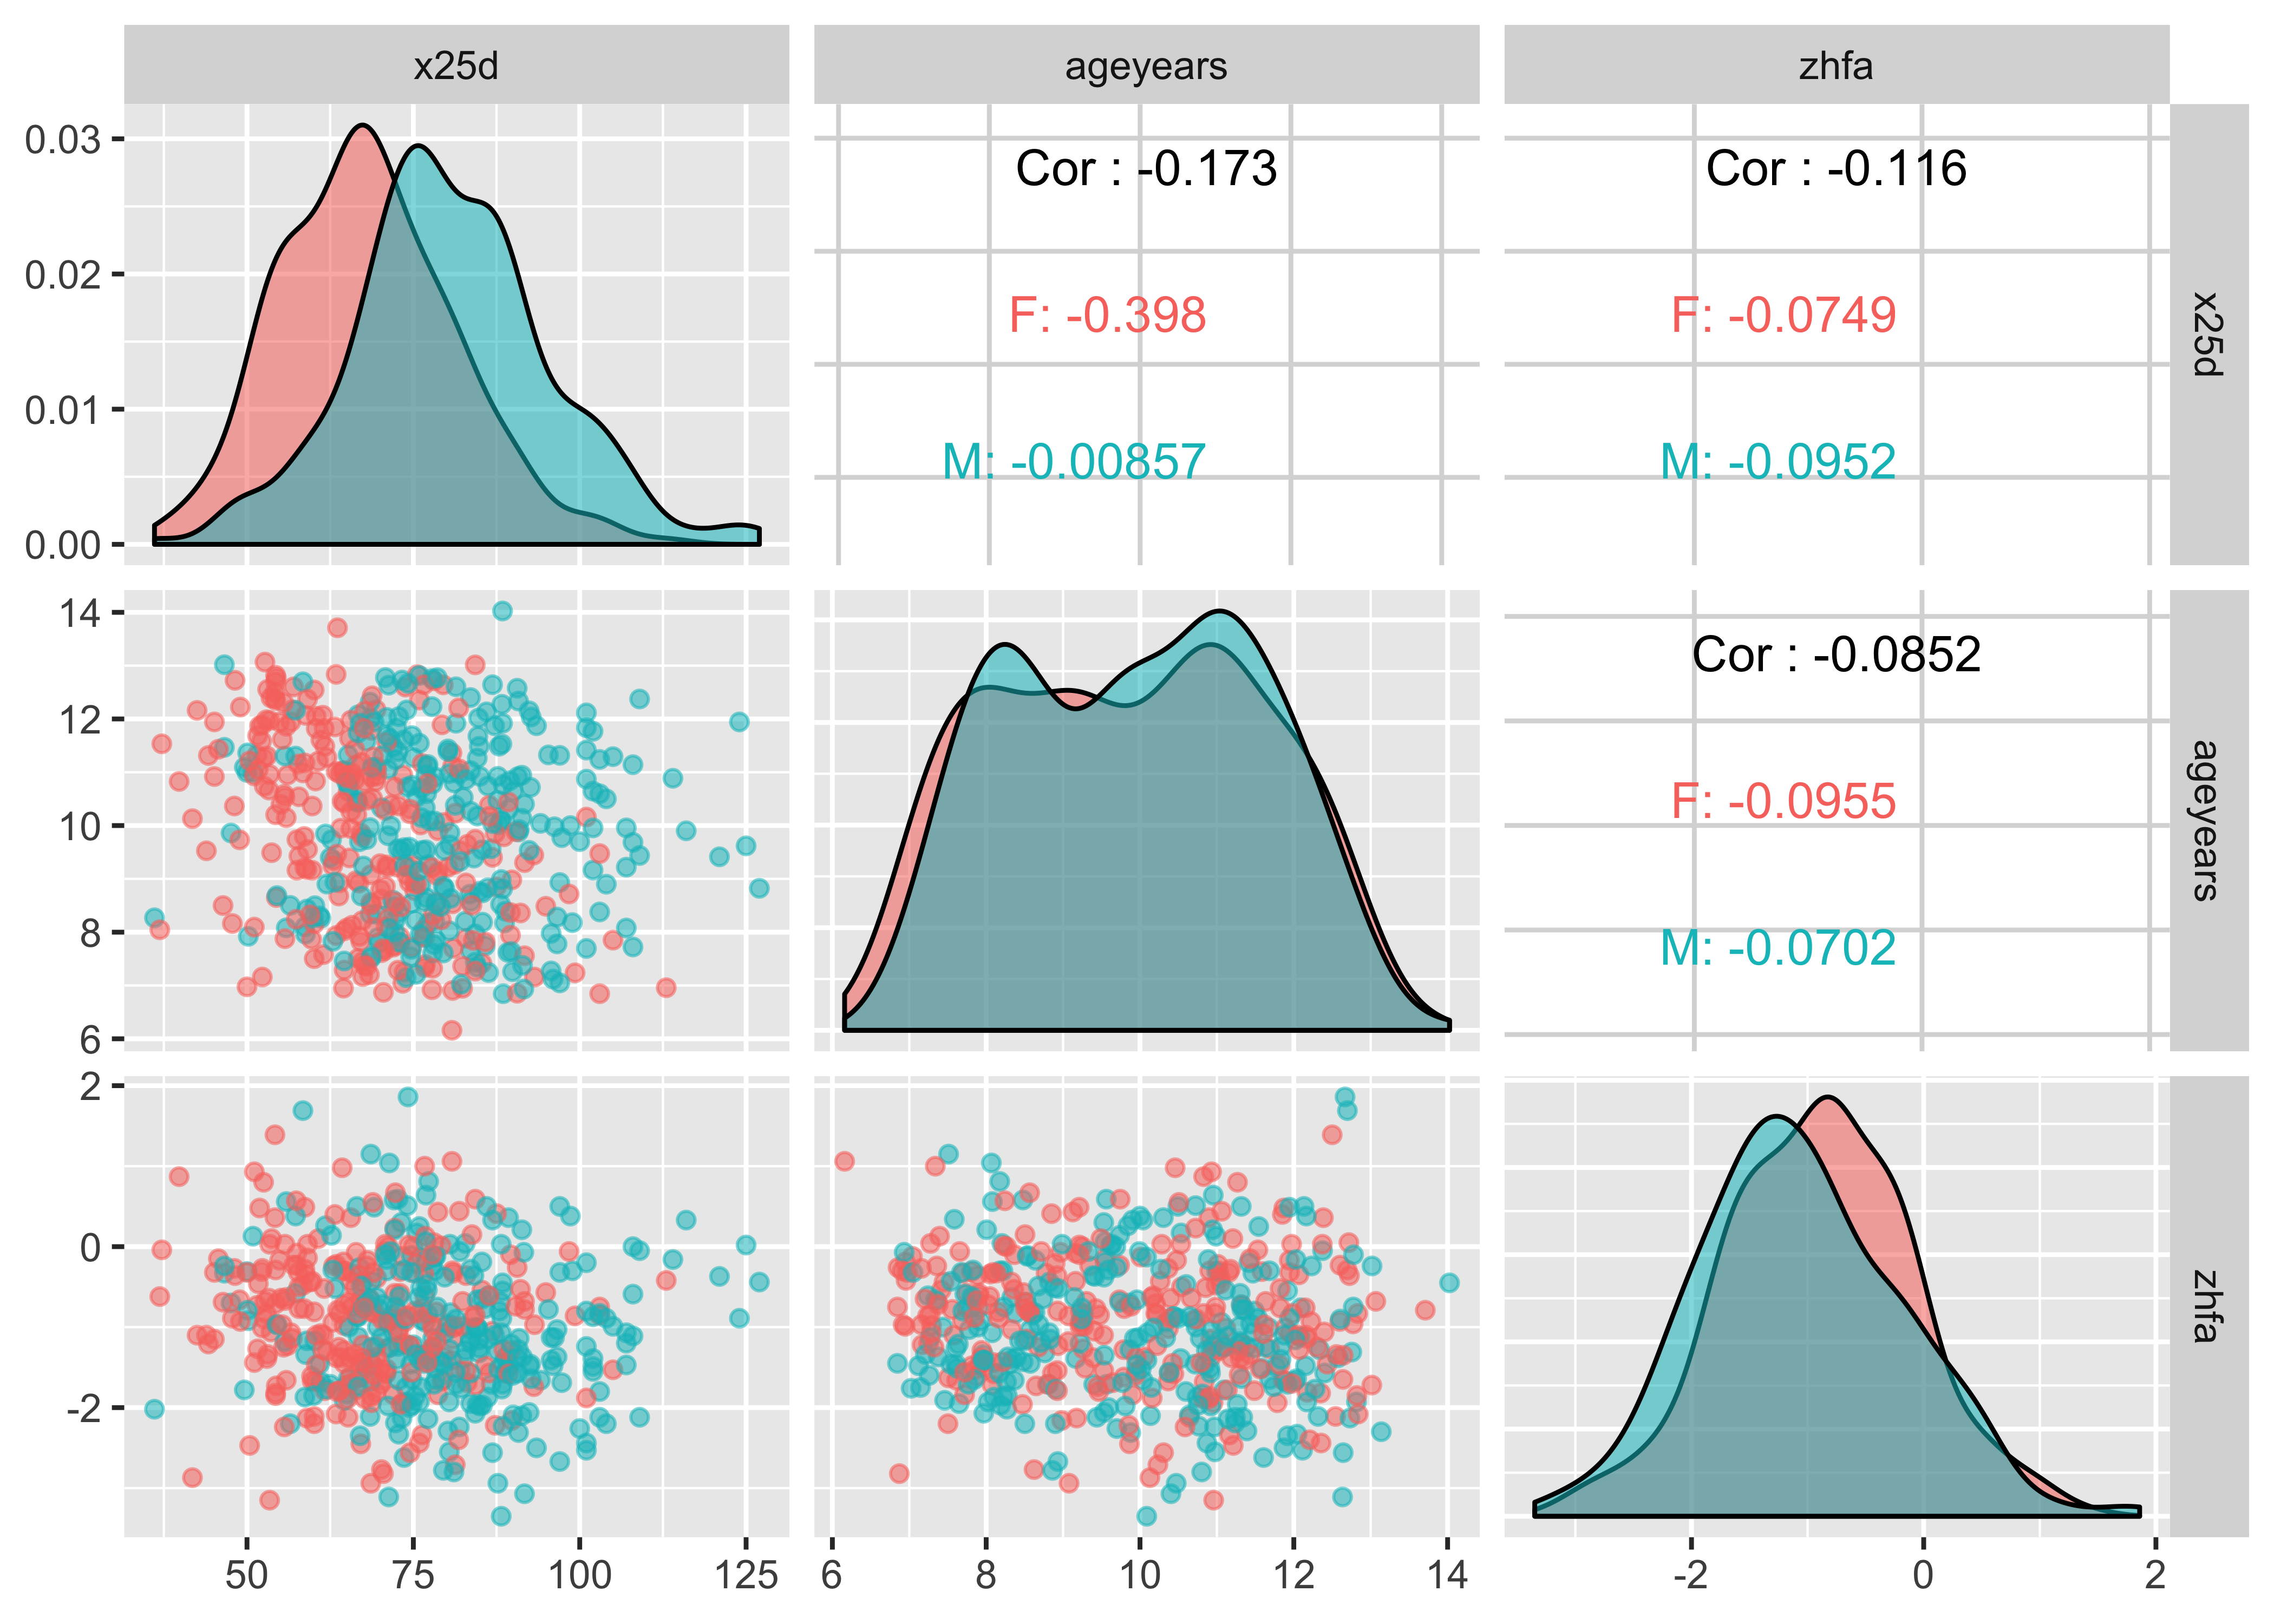 x25d
ageyears
zhfa
0.03
0.02
0.01
0.00
Cor : -0.173
F: -0.398
M: -0.00857
Cor : -0.116
F: -0.0749
M: -0.0952
x25d
14
12
10
8
6
Cor : -0.0852
F: -0.0955
M: -0.0702
ageyears
2
0
-2
zhfa
50
75
100
125
6
8
10
12
14
-2
0
2